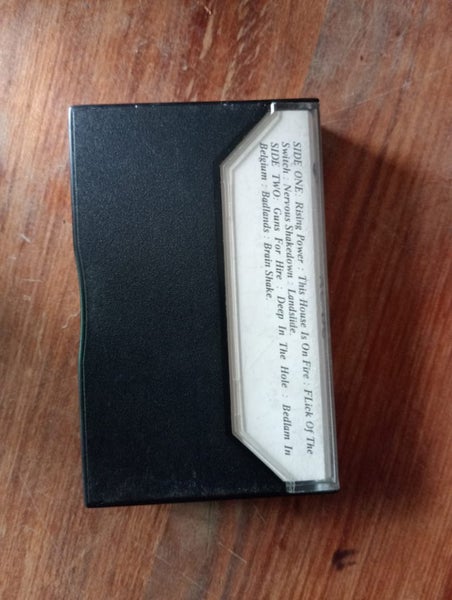 SIDE ONE: Rising Power : This House Is On Fire : FLick Of The
Switch : Nervous Shakedown : Landslide.
SIDE TWO: Guns For Hire : Deep In The Hole : Bedlam In
Belgium : Badlands : Brain Shake.